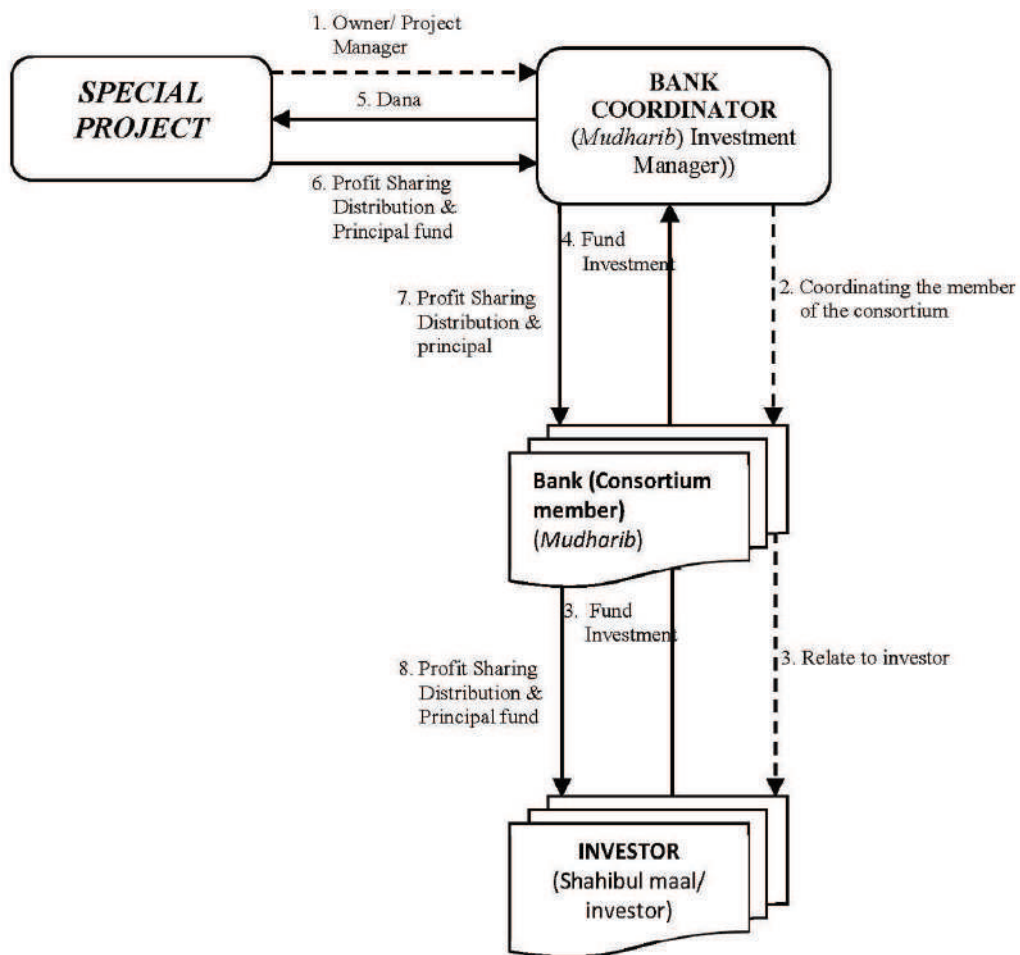 1. Owner/ Project
Manager
SPECIAL
PROJECT
5. Dana
BANK
COORDINATOR
(Mudharib) Investment
Manager))
6. Profit Sharing
Distribution &
Principal fund
4. Fund
Investment
2. Coordinating the member
of the consortium
7. Profit Sharing
Distribution &
principal
Bank (Consortium
member)
(Mudharib)
3. Fund
Investment
3. Relate to investor
8. Profit Sharing
Distribution &
Principal fund
INVESTOR
(Shahibul maal/
investor)